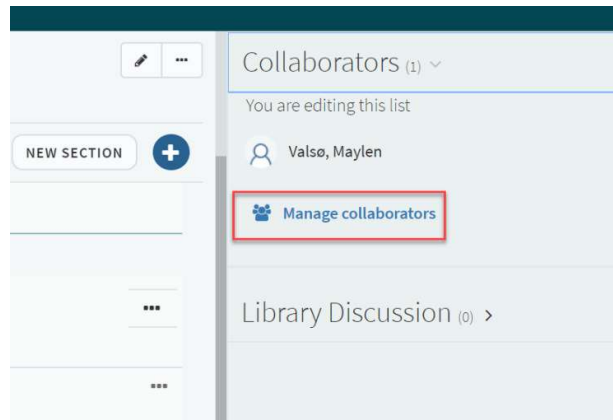 Collaborators (1)
You are editing this list
NEW SECTION
Valsø, Maylen
Manage collaborators
Library Discussion (0)